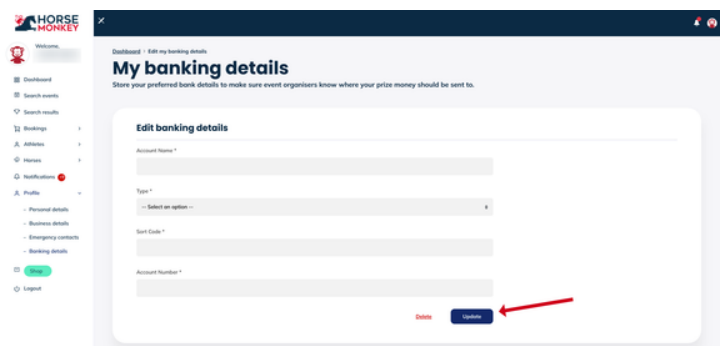 HORSE
MONKEY
Welcome,
Dashboard
Search events
Search results
Bookings
Athletes
Horses
Notifications
Profile
- Personal details
- Business details
- Emergency contacts
- Banking details
Shop
Logout
Dashboard > Edit my banking details
My banking details
Store your preferred bank details to make sure event organisers know where your prize money should be sent to.
Edit banking details
Account Name *
Type *
-- Select an option --
Sort Code *
Account Number *
Delete Update